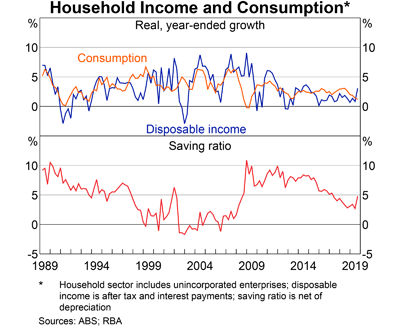 Household Income and Consumption*
Real, year-ended growth
% %
Consumption
10 10
5 5
0 0
Disposable income
Saving ratio
% %
10 10
5 5
0 0
-5 -5
1989 1994 1999 2004 2009 2014 2019
* Household sector includes unincorporated enterprises; disposable
income is after tax and interest payments; saving ratio is net of
depreciation
Sources: ABS; RBA